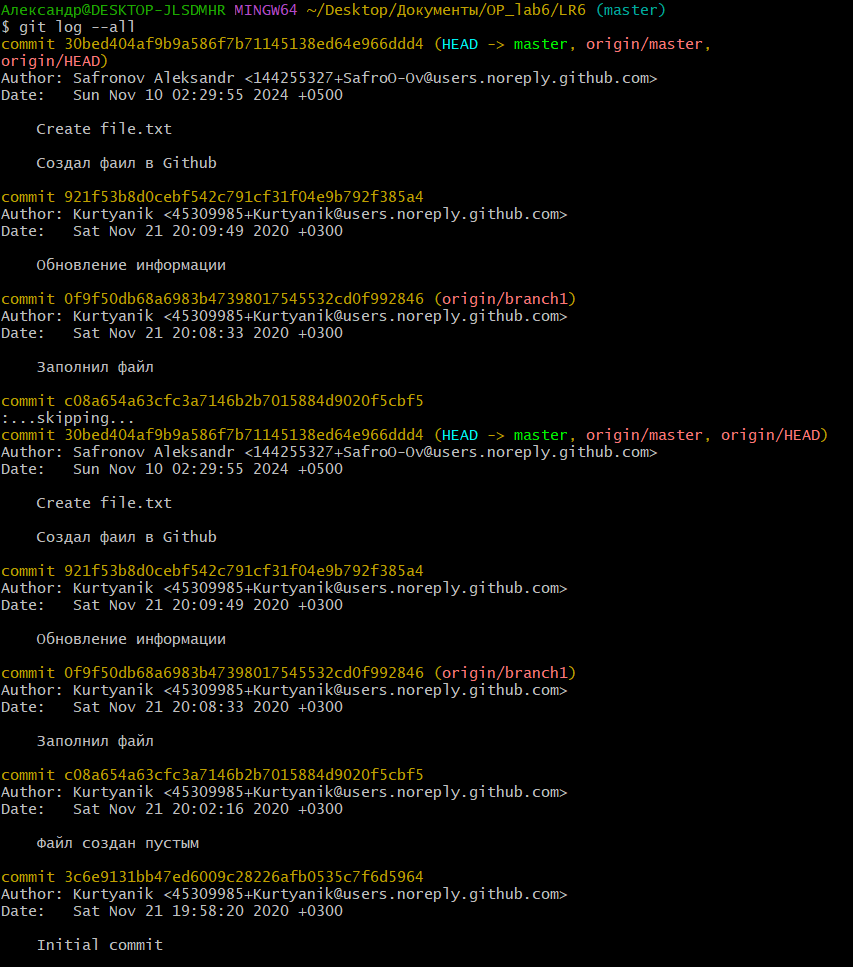 Александр@DESKTOP-JLSDMHR MINGW64 ~/Desktop/Документы/OP_lab6/LR6 (master)
$ git log --all
commit 30bed404af9b9a586f7b71145138ed64e966ddd4 (HEAD -> master, origin/master,
origin/HEAD)
Author: Safronov Aleksandr <144255327+SafroO-Ov@users.noreply.github.com>
Date:   Sun Nov 10 02:29:55 2024 +0500
    Create file.txt
    Создал фаил в Github
commit 921f53b8d0cebf542c791cf31f04e9b792f385a4
Author: Kurtyanik <45309985+Kurtyanik@users.noreply.github.com>
Date:   Sat Nov 21 20:09:49 2020 +0300
    Обновление информации
commit 0f9f50db68a6983b47398017545532cd0f992846 (origin/branch1)
Author: Kurtyanik <45309985+Kurtyanik@users.noreply.github.com>
Date:   Sat Nov 21 20:08:33 2020 +0300
    Заполнил файл
commit c08a654a63cfc3a7146b2b7015884d9020f5cbf5
:...skipping...
commit 30bed404af9b9a586f7b71145138ed64e966ddd4 (HEAD -> master, origin/master, origin/HEAD)
Author: Safronov Aleksandr <144255327+SafroO-Ov@users.noreply.github.com>
Date:   Sun Nov 10 02:29:55 2024 +0500
    Create file.txt
    Создал фаил в Github
commit 921f53b8d0cebf542c791cf31f04e9b792f385a4
Author: Kurtyanik <45309985+Kurtyanik@users.noreply.github.com>
Date:   Sat Nov 21 20:09:49 2020 +0300
    Обновление информации
commit 0f9f50db68a6983b47398017545532cd0f992846 (origin/branch1)
Author: Kurtyanik <45309985+Kurtyanik@users.noreply.github.com>
Date:   Sat Nov 21 20:08:33 2020 +0300
    Заполнил файл
commit c08a654a63cfc3a7146b2b7015884d9020f5cbf5
Author: Kurtyanik <45309985+Kurtyanik@users.noreply.github.com>
Date:   Sat Nov 21 20:02:16 2020 +0300
    Файл создан пустым
commit 3c6e9131bb47ed6009c28226afb0535c7f6d5964
Author: Kurtyanik <45309985+Kurtyanik@users.noreply.github.com>
Date:   Sat Nov 21 19:58:20 2020 +0300
    Initial commit